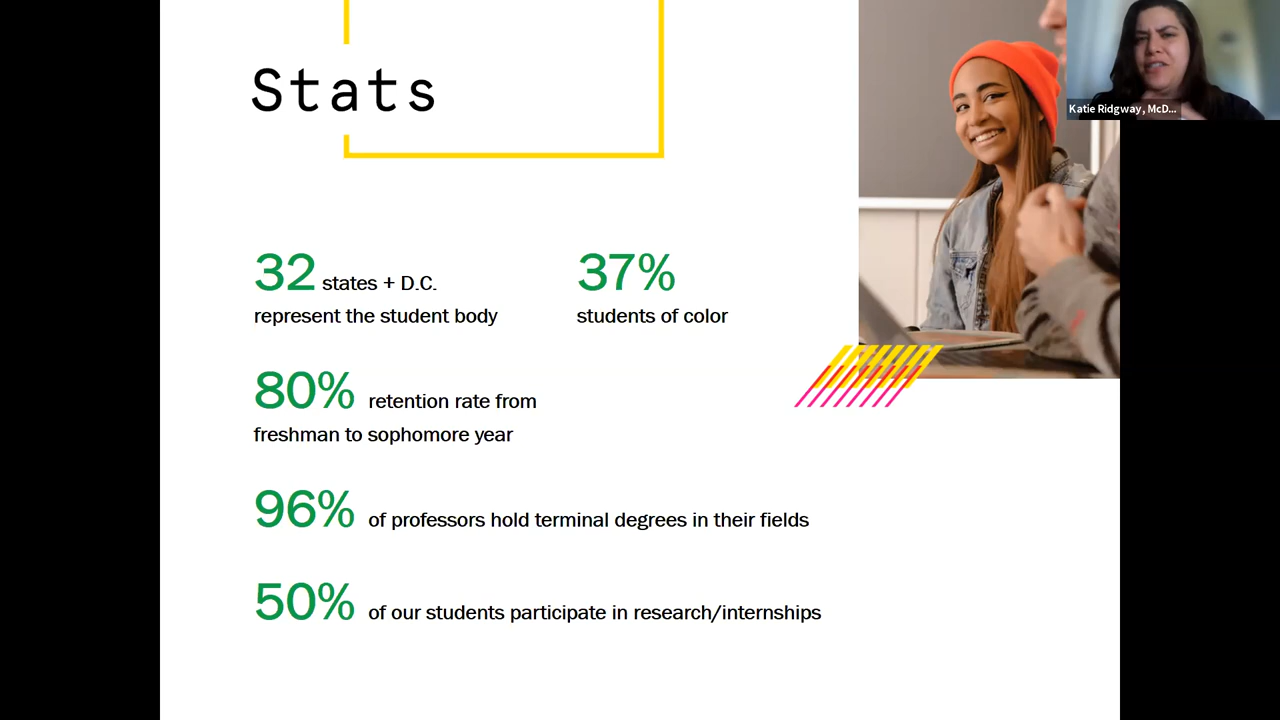 Stats
Katie Ridgway, McD...
32 states + D.C.
represent the student body
37%
students of color
80% retention rate from
freshman to sophomore year
96% of professors hold terminal degrees in their fields
50% of our students participate in research/internships